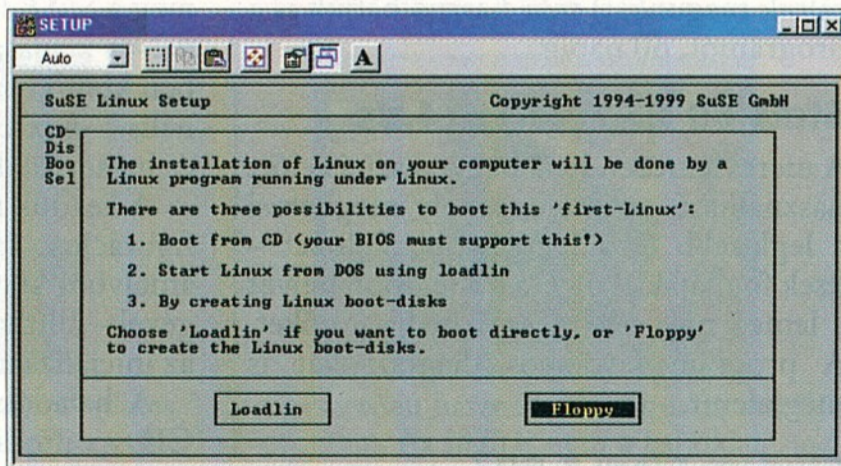 SETUP
Auto
A
SuSE Linux Setup
Copyright 1994-1999 SuSE GmbH
CD-
Dis
Boo
Sel
The installation of Linux on your computer will be done by a
Linux program running under Linux.
There are three possibilities to boot this 'first-Linux':
1. Boot from CD (your BIOS must support this!)
2. Start Linux from DOS using loadlin
3. By creating Linux boot-disks
Choose 'Loadlin' if you want to boot directly, or 'Floppy'
to create the Linux boot-disks.
Loadlin
Floppy